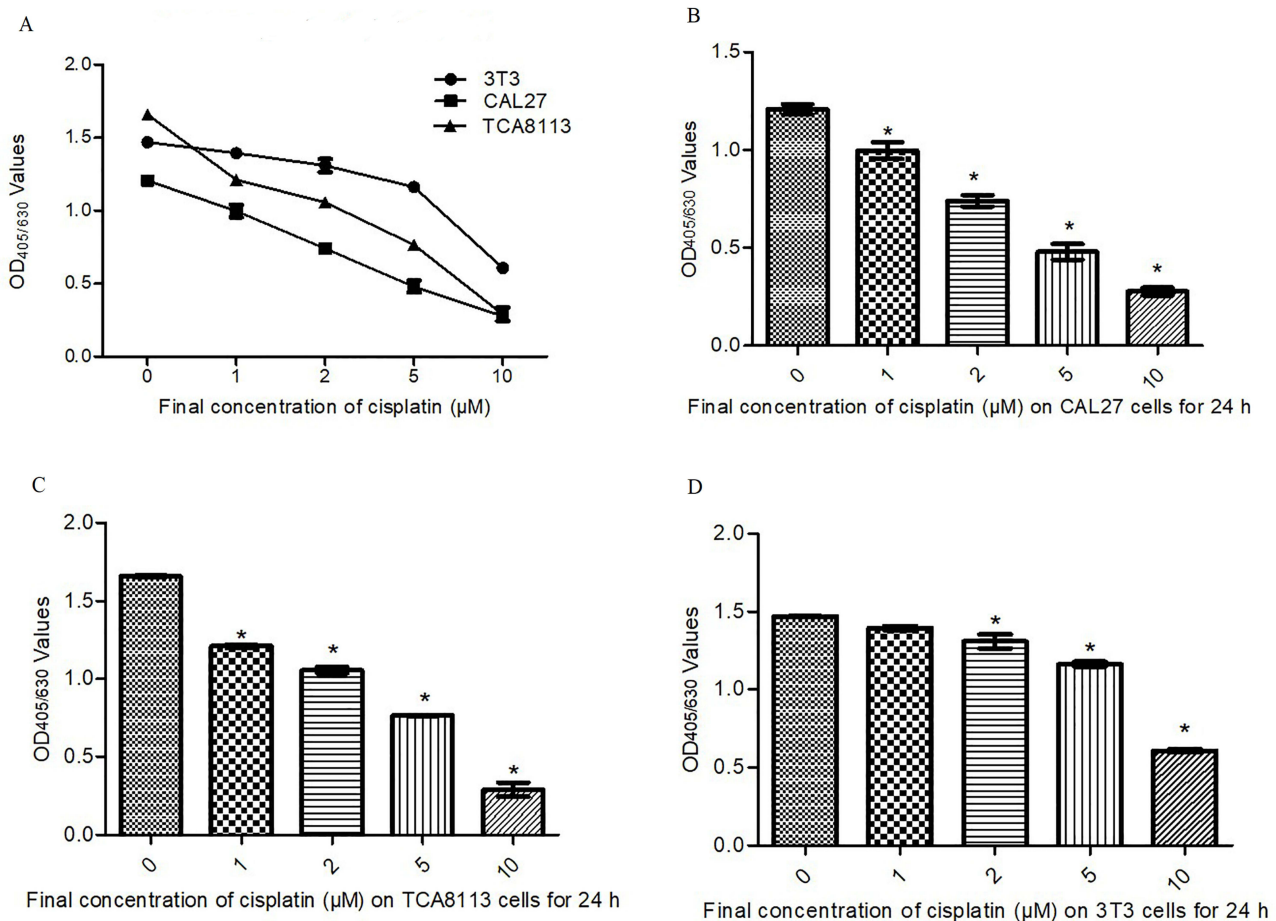 A
2.0
1.5
1.0
0.5
0.0
OD405/630 Values
3T3
CAL27
TCA8113
0 1 2 5 10
Final concentration of cisplatin (µM)
B
1.5
1.0
0.5
0.0
OD405/630 Values
*
*
*
*
0 1 2 5 10
Final concentration of cisplatin (µM) on CAL27 cells for 24 h
C
2.0
1.5
1.0
0.5
0.0
OD405/630 Values
*
*
*
*
0 1 2 5 10
Final concentration of cisplatin (µM) on TCA8113 cells for 24 h
D
2.0
1.5
1.0
0.5
0.0
OD405/630 Values
*
*
*
0 1 2 5 10
Final concentration of cisplatin (µM) on 3T3 cells for 24 h